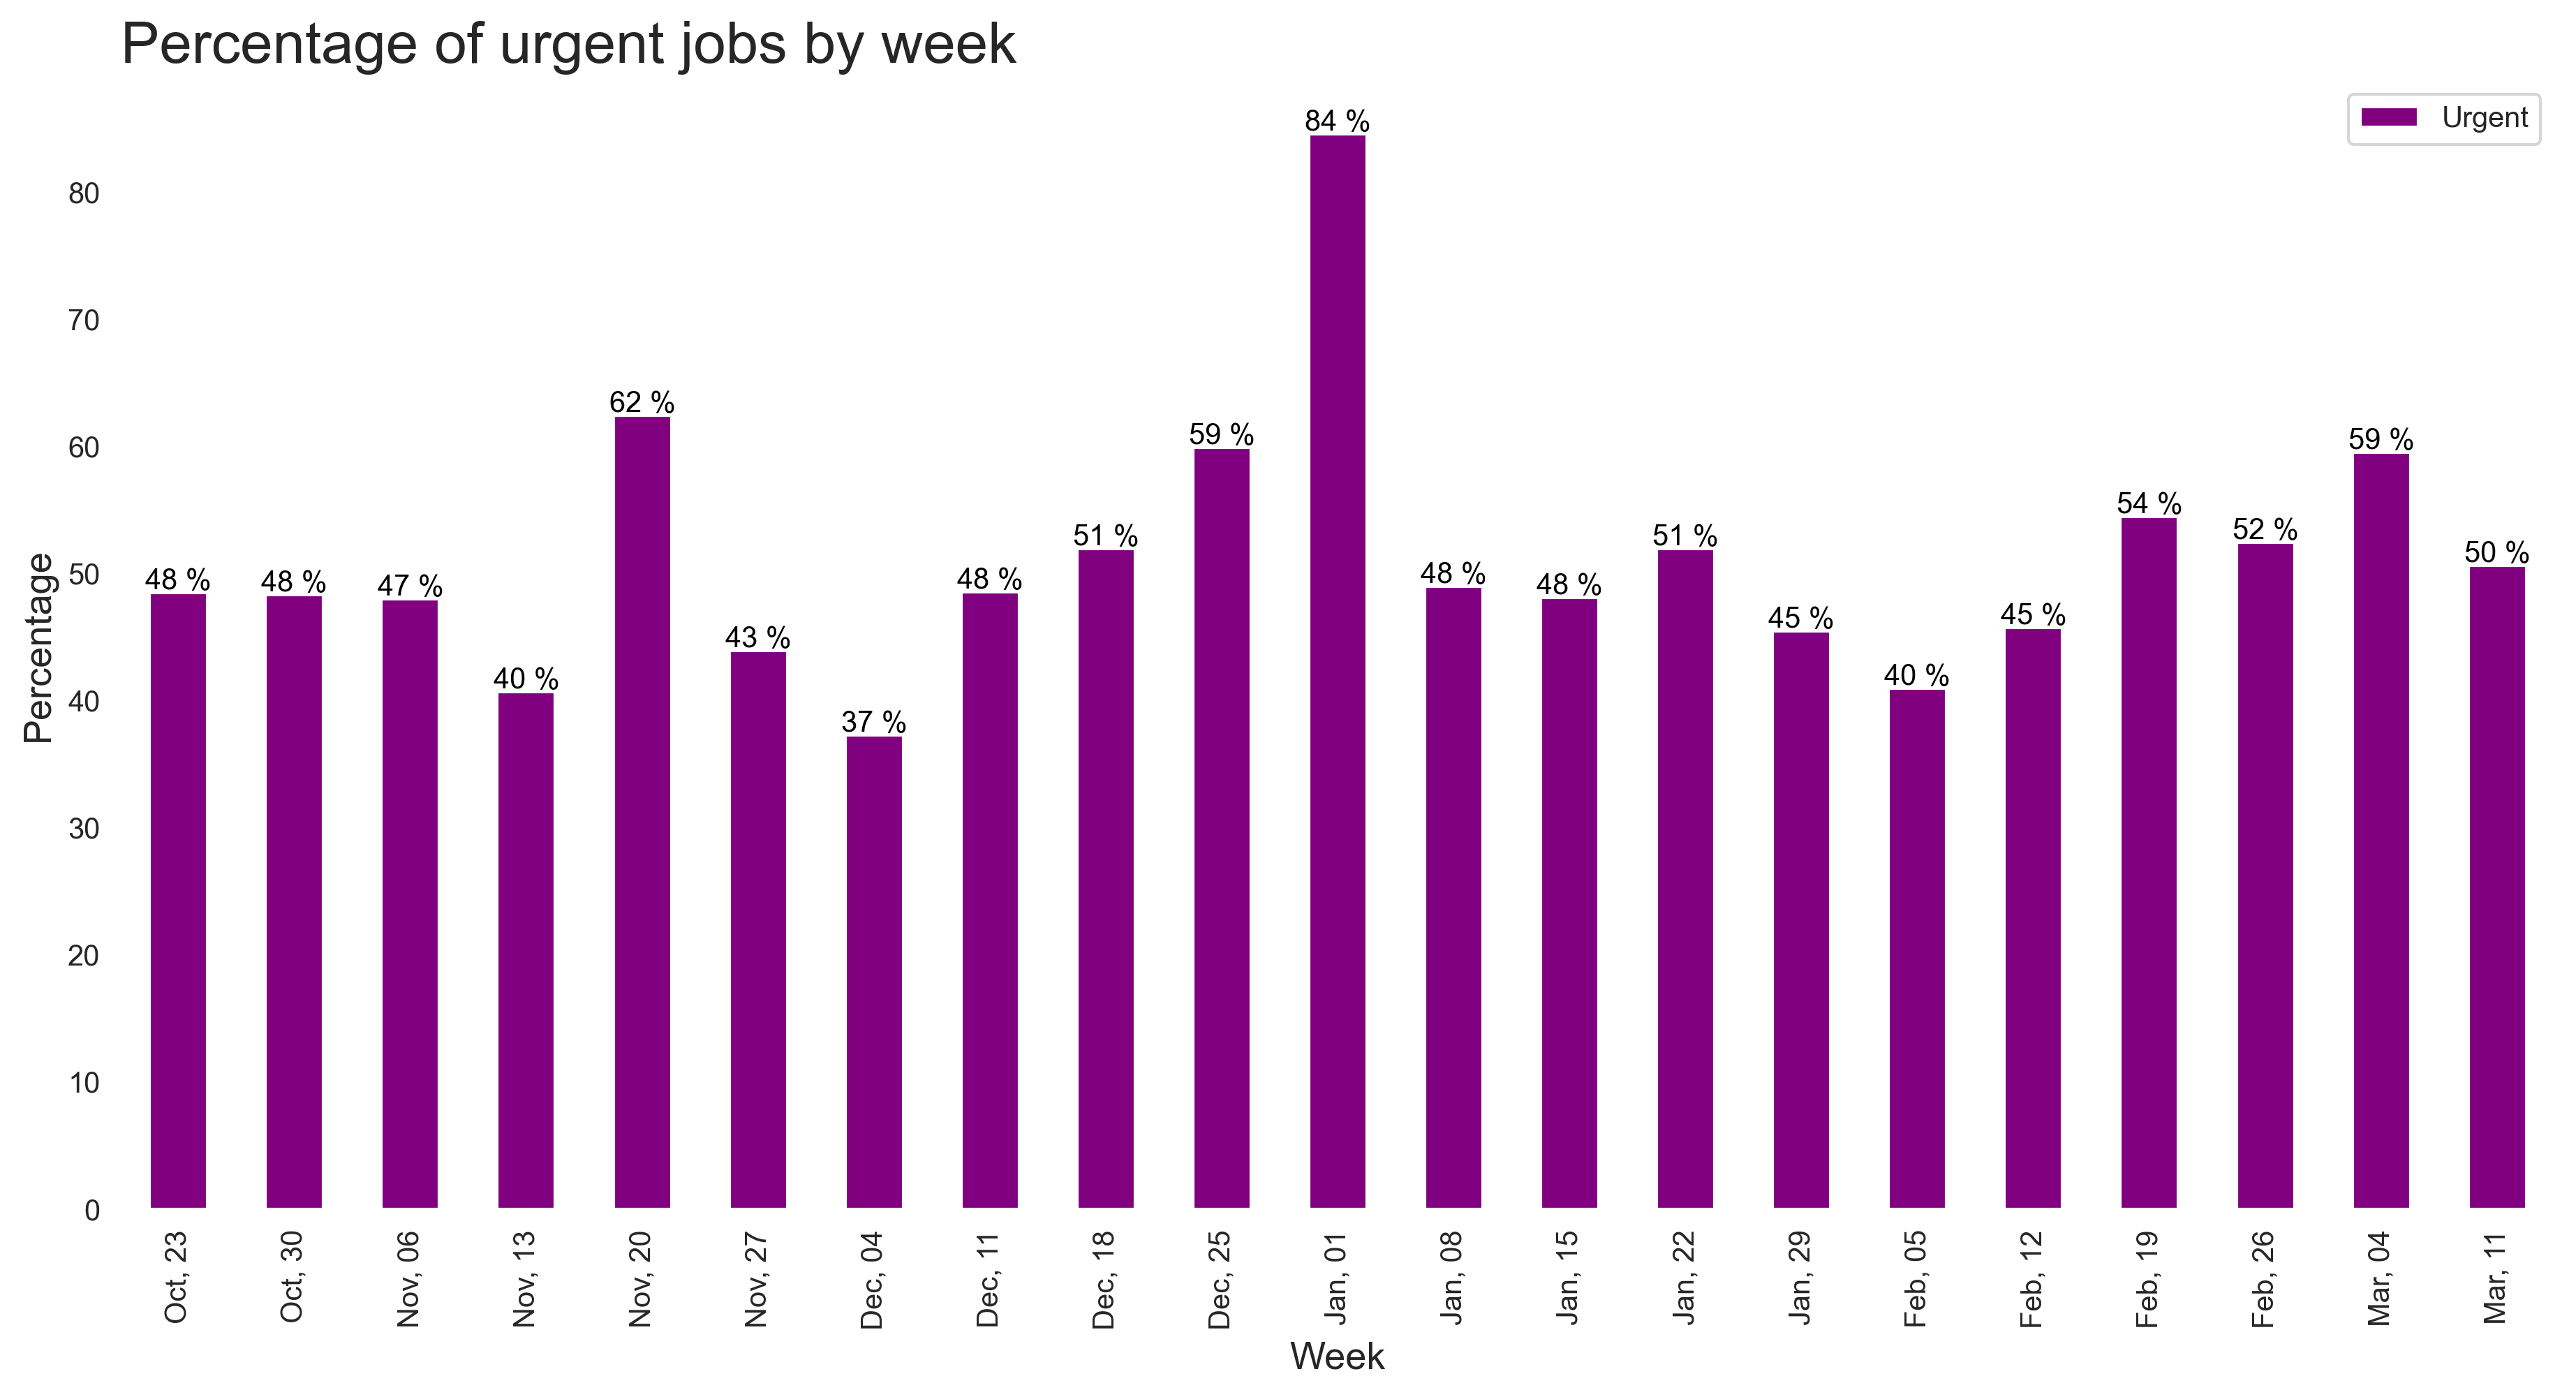 Percentage of urgent jobs by week
Urgent
Percentage
80
70
60
50
40
30
20
10
0
48 %
48 %
47 %
40 %
62 %
43 %
37 %
48 %
51 %
59 %
84 %
48 %
48 %
51 %
45 %
40 %
45 %
54 %
52 %
59 %
50 %
Oct, 23
Oct, 30
Nov, 06
Nov, 13
Nov, 20
Nov, 27
Dec, 04
Dec, 11
Dec, 18
Dec, 25
Jan, 01
Jan, 08
Jan, 15
Jan, 22
Jan, 29
Feb, 05
Feb, 12
Feb, 19
Feb, 26
Mar, 04
Mar, 11
Week